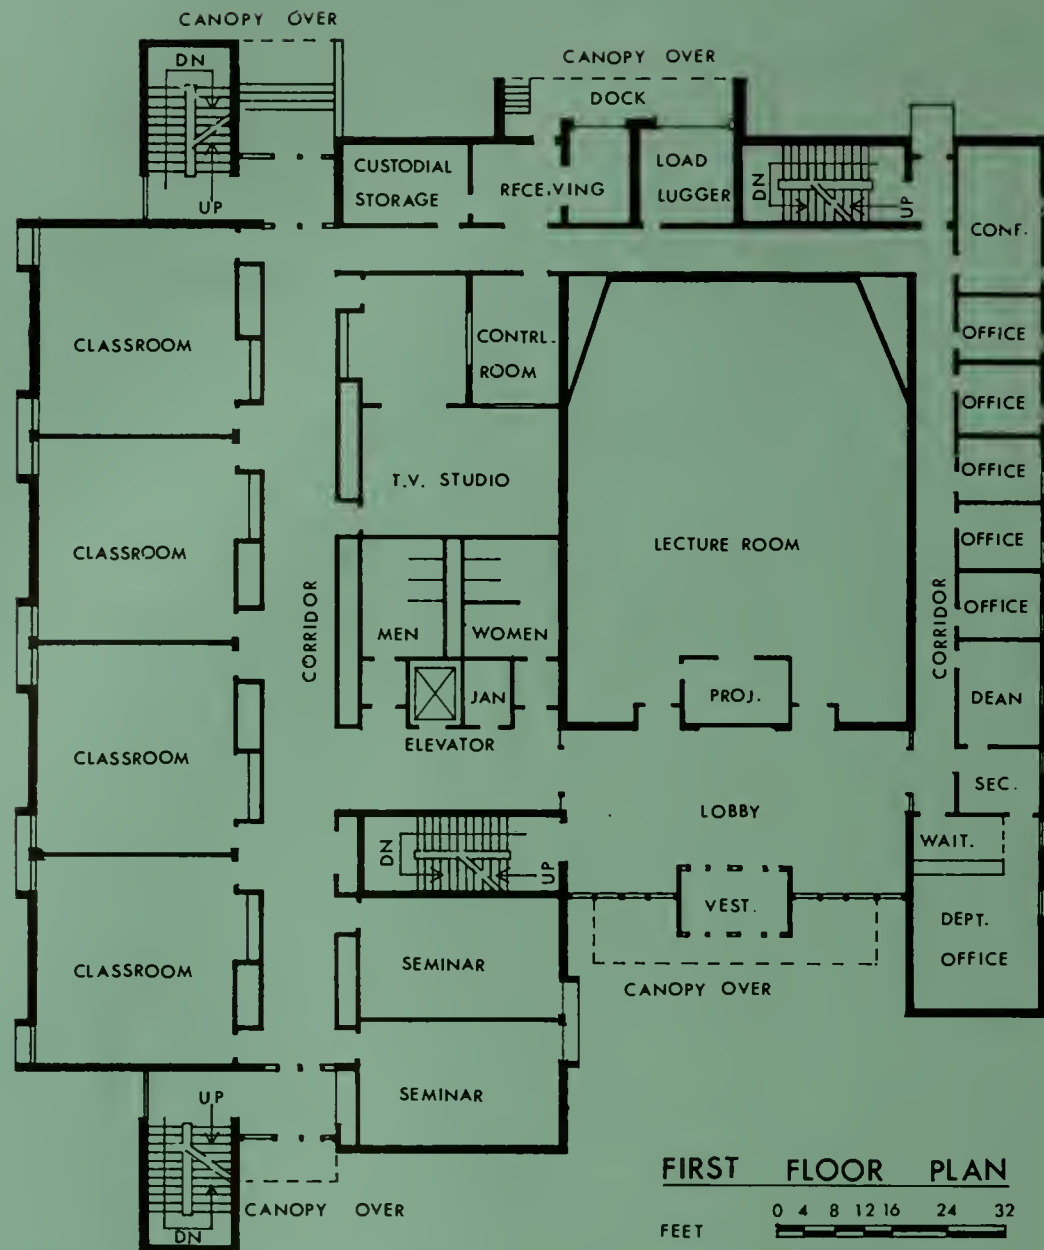 CANOPY OVER
DN
UP
CANOPY OVER
DOCK
CUSTODIAL
STORAGE
RECEIVING
LOAD
LUGGER
DN
UP
CONF.
CLASSROOM
CONTRL.
ROOM
OFFICE
OFFICE
T.V. STUDIO
OFFICE
CLASSROOM
LECTURE ROOM
OFFICE
CORRIDOR
MEN
WOMEN
CORRIDOR
OFFICE
JAN
PROJ.
DEAN
ELEVATOR
CLASSROOM
SEC.
LOBBY
DN
UP
WAIT.
VEST.
DEPT.
OFFICE
CLASSROOM
SEMINAR
CANOPY OVER
SEMINAR
UP
DN
CANOPY OVER
FIRST FLOOR PLAN
0 4 8 12 16 24 32
FEET